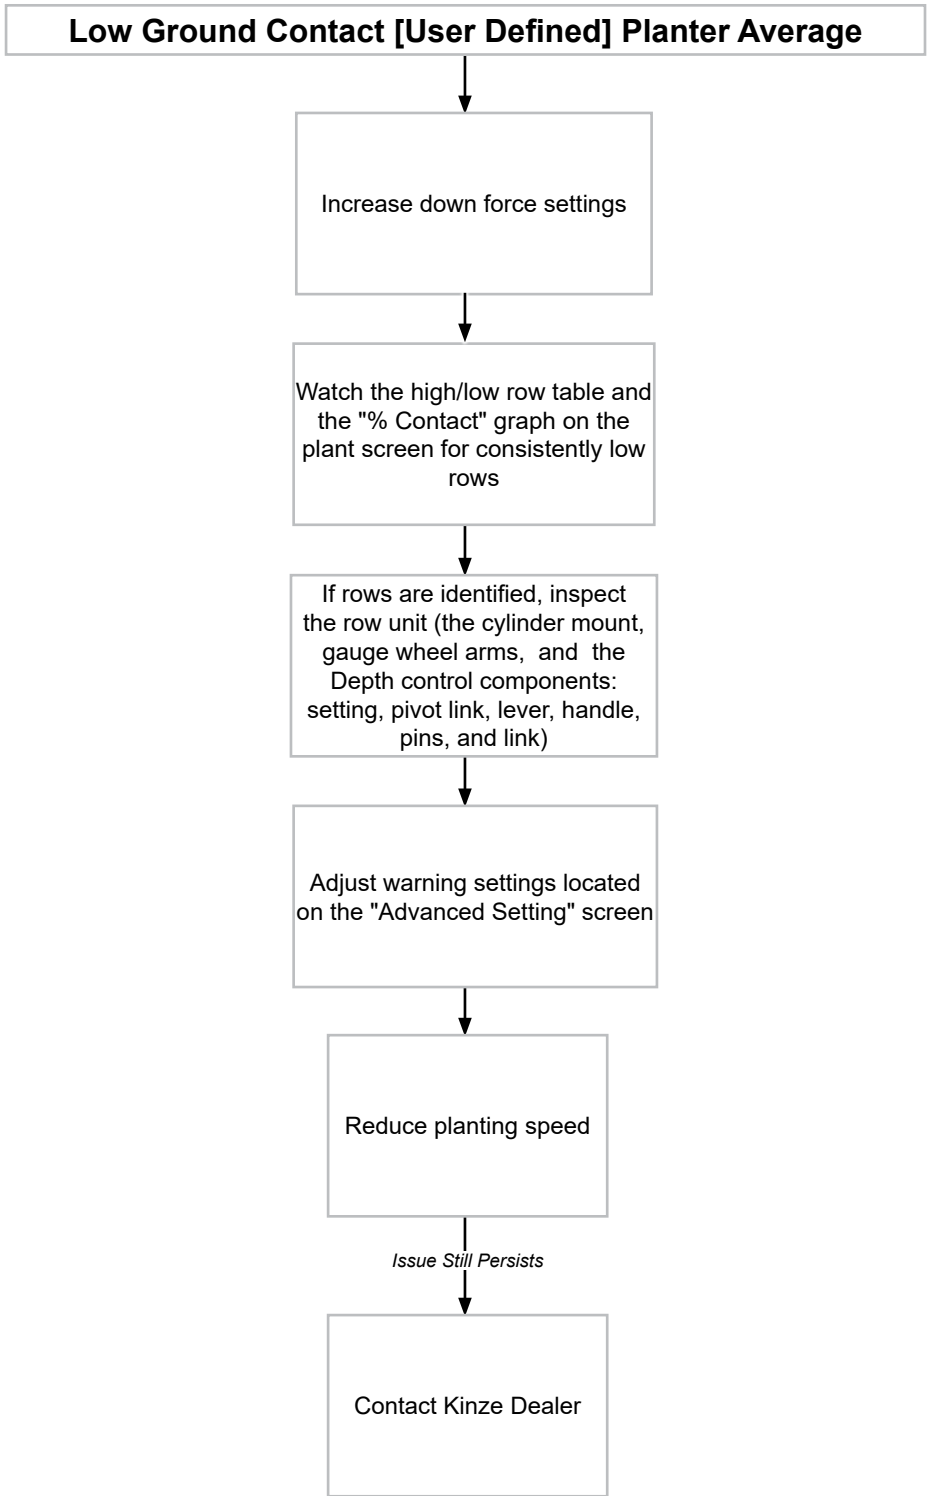 Low Ground Contact [User Defined] Planter Average
Increase down force settings
Watch the high/low row table and
the "% Contact" graph on the
plant screen for consistently low
rows
If rows are identified, inspect
the row unit (the cylinder mount,
gauge wheel arms, and the
Depth control components:
setting, pivot link, lever, handle,
pins, and link)
Adjust warning settings located
on the "Advanced Setting" screen
Reduce planting speed
Issue Still Persists
Contact Kinze Dealer